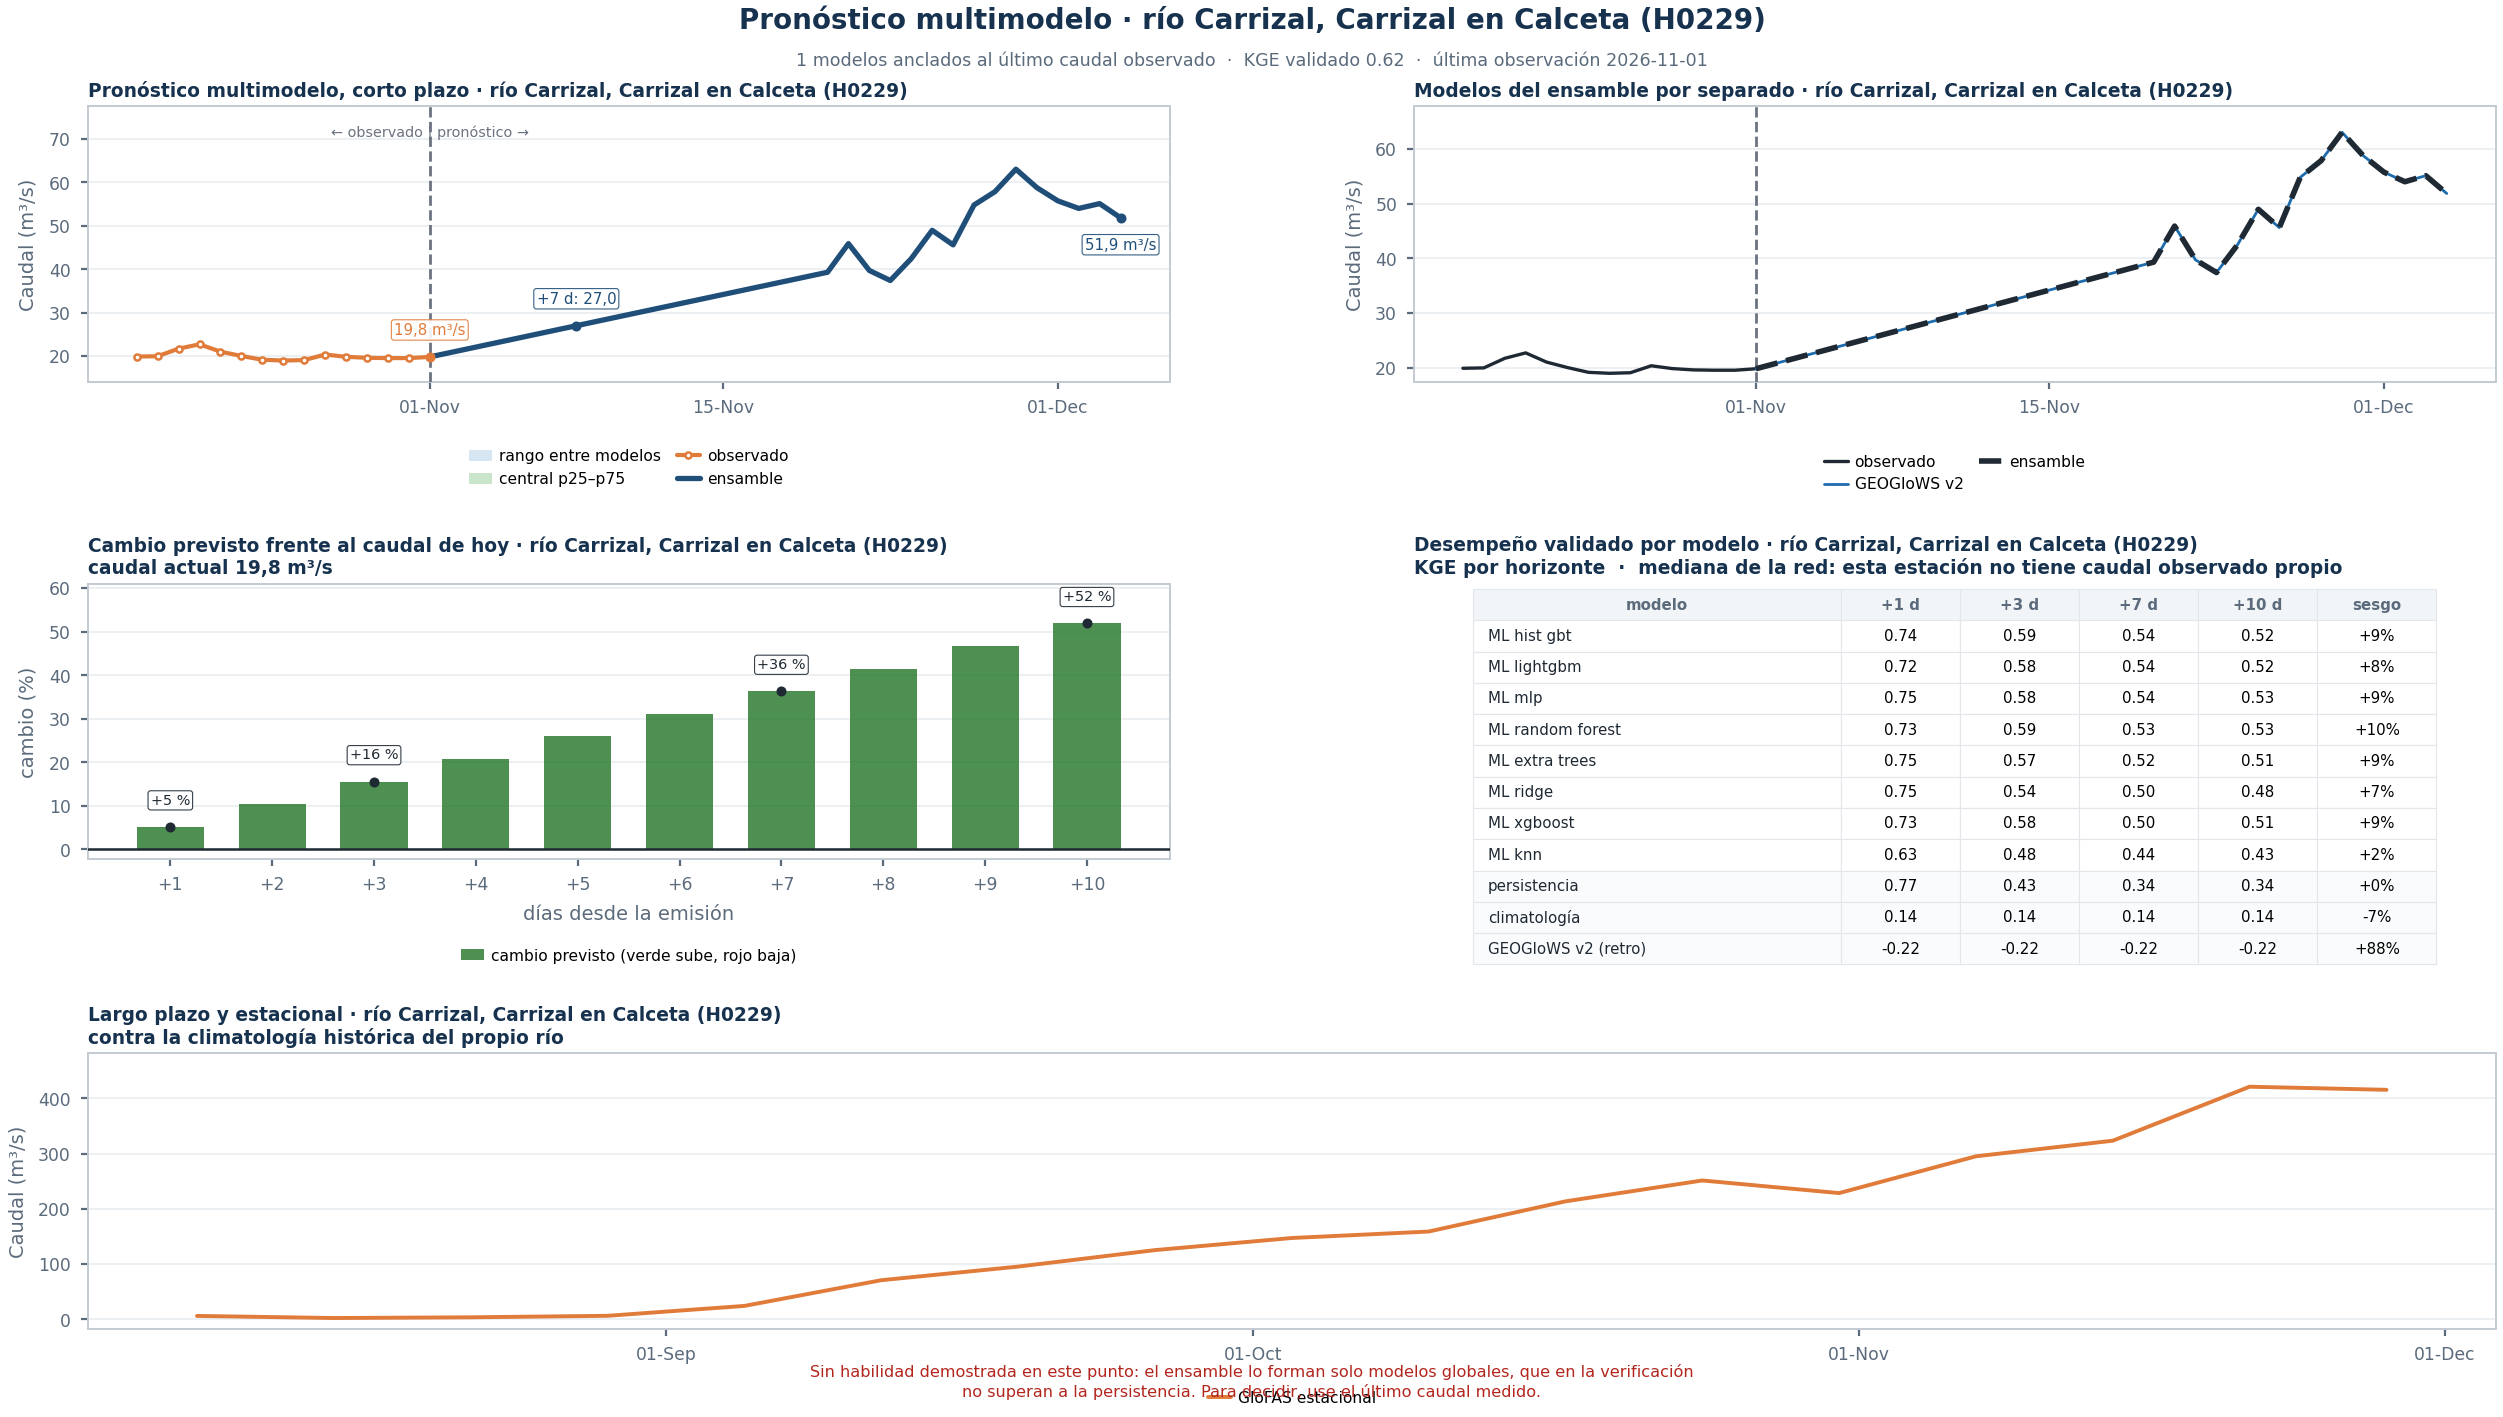 Pronóstico multimodelo · río Carrizal, Carrizal en Calceta (H0229)
1 modelos anclados al último caudal observado · KGE validado 0.62 · última observación 2026-11-01
Pronóstico multimodelo, corto plazo · río Carrizal, Carrizal en Calceta (H0229)
← observado
pronóstico →
Caudal (m³/s)
70
60
50
40
30
20
19,8 m³/s
+7 d: 27,0
51,9 m³/s
01-Nov
15-Nov
01-Dec
rango entre modelos
observado
central p25–p75
ensamble
Modelos del ensamble por separado · río Carrizal, Carrizal en Calceta (H0229)
Caudal (m³/s)
60
50
40
30
20
01-Nov
15-Nov
01-Dec
observado
ensamble
GEOGloWS v2
Cambio previsto frente al caudal de hoy · río Carrizal, Carrizal en Calceta (H0229)
caudal actual 19,8 m³/s
cambio (%)
60
50
40
30
20
10
0
+5 %
+16 %
+36 %
+52 %
+1
+2
+3
+4
+5
+6
+7
+8
+9
+10
días desde la emisión
cambio previsto (verde sube, rojo baja)
Desempeño validado por modelo · río Carrizal, Carrizal en Calceta (H0229)
KGE por horizonte · mediana de la red: esta estación no tiene caudal observado propio
modelo +1 d +3 d +7 d +10 d sesgo
ML hist gbt 0.74 0.59 0.54 0.52 +9%
ML lightgbm 0.72 0.58 0.54 0.52 +8%
ML mlp 0.75 0.58 0.54 0.53 +9%
ML random forest 0.73 0.59 0.53 0.53 +10%
ML extra trees 0.75 0.57 0.52 0.51 +9%
ML ridge 0.75 0.54 0.50 0.48 +7%
ML xgboost 0.73 0.58 0.50 0.51 +9%
ML knn 0.63 0.48 0.44 0.43 +2%
persistencia 0.77 0.43 0.34 0.34 +0%
climatología 0.14 0.14 0.14 0.14 -7%
GEOGloWS v2 (retro) -0.22 -0.22 -0.22 -0.22 +88%
Largo plazo y estacional · río Carrizal, Carrizal en Calceta (H0229)
contra la climatología histórica del propio río
Caudal (m³/s)
400
300
200
100
0
01-Sep
01-Oct
01-Nov
01-Dec
Sin habilidad demostrada en este punto: el ensamble lo forman solo modelos globales, que en la verificación
no superan a la persistencia. Para decidir, use el último caudal medido.
GloFAS estacional